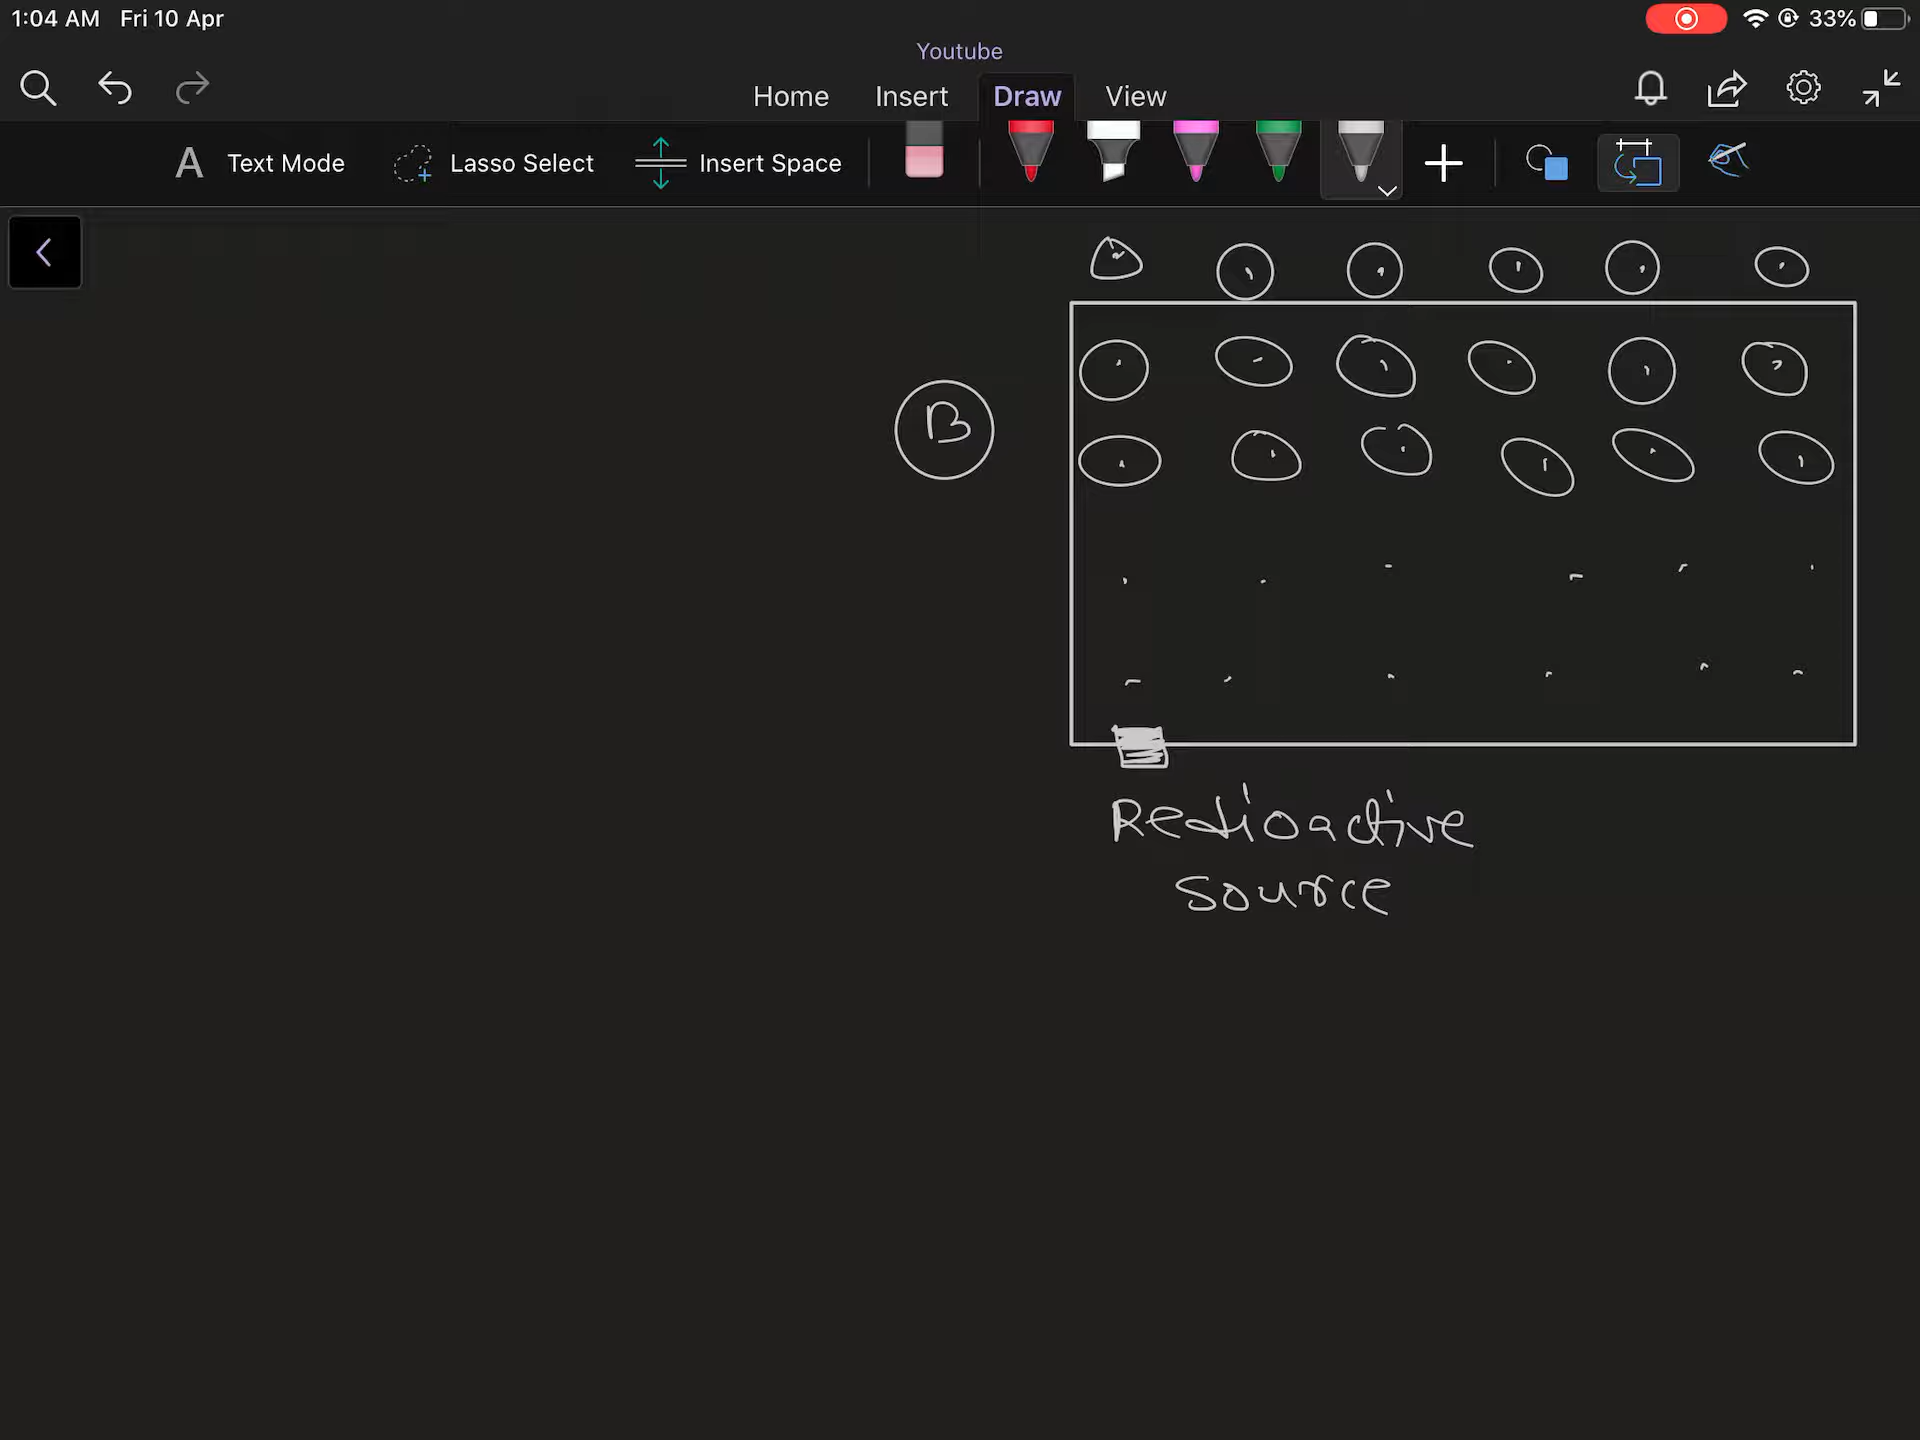 1:04 AM Fri 10 Apr 33%
Youtube
Home Insert Draw View
A Text Mode Lasso Select Insert Space
B
Redioactive
source